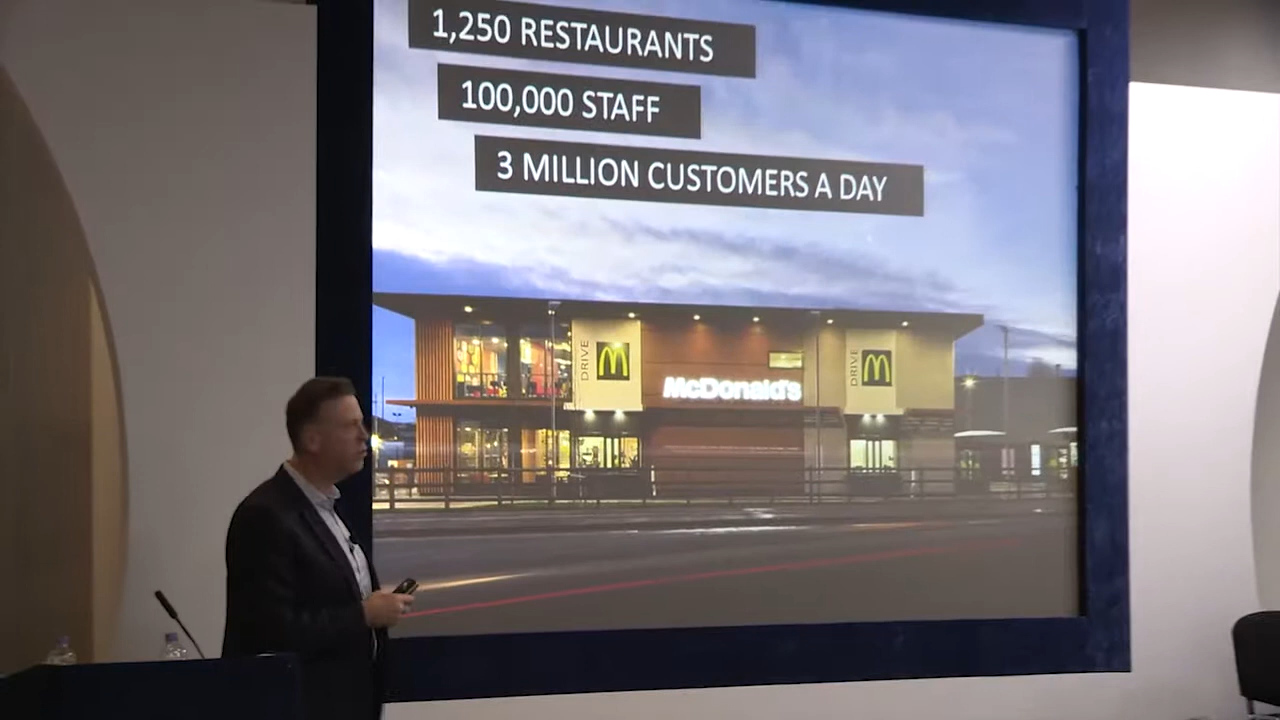 1,250 RESTAURANTS
100,000 STAFF
3 MILLION CUSTOMERS A DAY
DRIVE
McDonald's
DRIVE